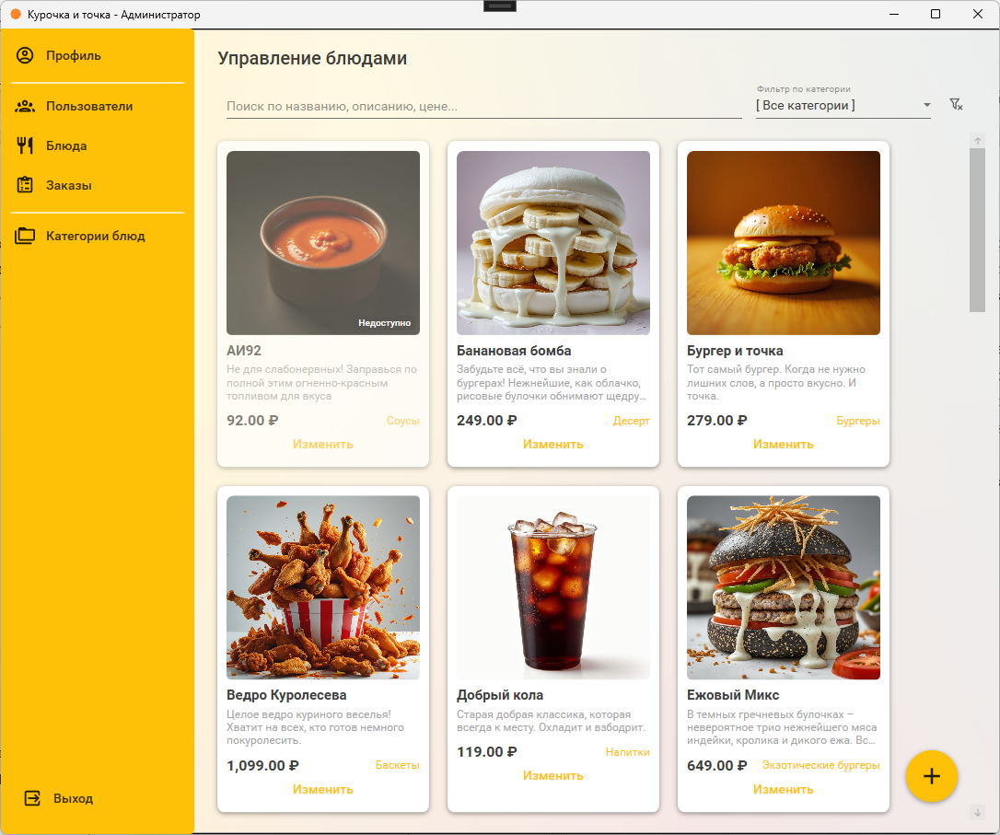 Курочка и точка - Администратор
Профиль
Пользователи
Блюда
Заказы
Категории блюд
Выход
Управление блюдами
Поиск по названию, описанию, цене...
Фильтр по категории
[ Все категории ]
Недоступно
АИ92
Не для слабонервных! Заправься по
полной этим огненно-красным
топливом для вкуса
92.00 ₽
Соусы
Изменить
Банановая бомба
Забудьте всё, что вы знали о
бургерах! Нежнейшие, как облачко,
рисовые булочки обнимают щедру...
249.00 ₽
Десерт
Изменить
Бургер и точка
Тот самый бургер. Когда не нужно
лишних слов, а просто вкусно. И
точка.
279.00 ₽
Бургеры
Изменить
Ведро Куролесева
Целое ведро куриного веселья!
Хватит на всех, кто готов немного
покуролесить.
1,099.00 ₽
Баскеты
Изменить
Добрый кола
Старая добрая классика, которая
всегда к месту. Охладит и взбодрит.
119.00 ₽
Напитки
Изменить
Ежовый Микс
В темных гречневых булочках –
невероятное трио нежнейшего мяса
индейки, кролика и дикого ежа. Вс...
649.00 ₽
Экзотические бургеры
Изменить